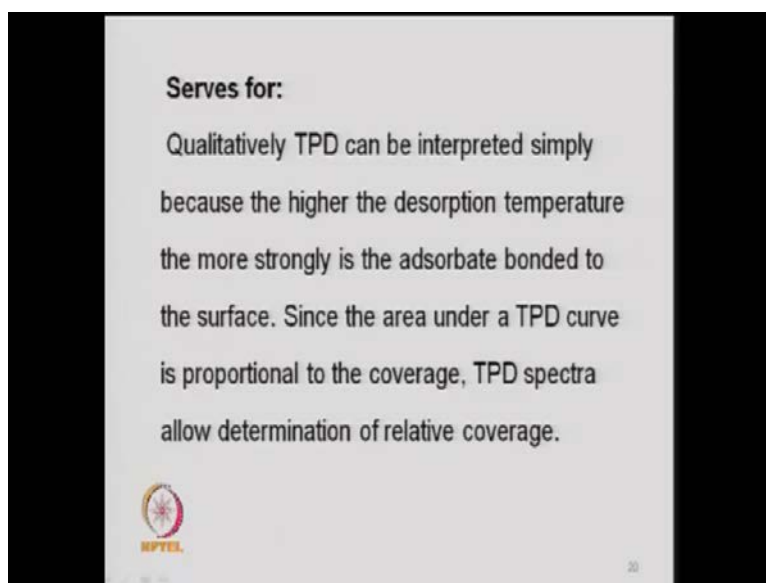 Serves for:
Qualitatively TPD can be interpreted simply
because the higher the desorption temperature
the more strongly is the adsorbate bonded to
the surface. Since the area under a TPD curve
is proportional to the coverage, TPD spectra
allow determination of relative coverage.
NPTEL
20